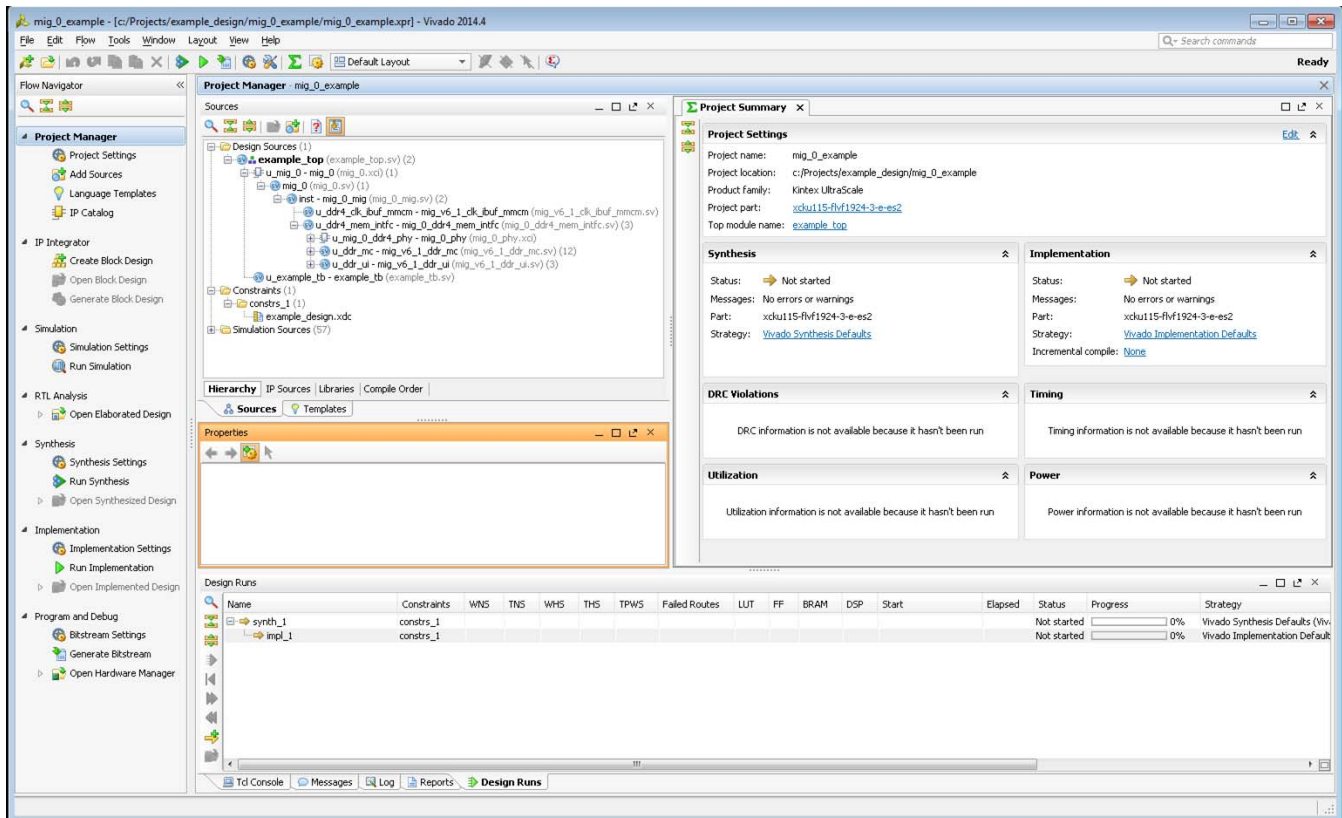 mig_0_example - [c:/Projects/example_design/mig_0_example/mig_0_example.xpr] - Vivado 2014.4
File Edit Flow Tools Window Layout View Help
Search commands
Default Layout
Ready
Flow Navigator
Project Manager
Project Settings
Add Sources
Language Templates
IP Catalog
IP Integrator
Create Block Design
Open Block Design
Generate Block Design
Simulation
Simulation Settings
Run Simulation
RTL Analysis
Open Elaborated Design
Synthesis
Synthesis Settings
Run Synthesis
Open Synthesized Design
Implementation
Implementation Settings
Run Implementation
Open Implemented Design
Program and Debug
Bitstream Settings
Generate Bitstream
Open Hardware Manager
Project Manager - mig_0_example
Sources
Design Sources (1)
example_top (example_top.sv) (2)
u_mig_0 - mig_0 (mig_0.xci) (1)
mig_0 (mig_0.sv) (1)
inst - mig_0_mig (mig_0_mig.sv) (2)
u_ddr4_clk_ibuf_mmcm - mig_v6_1_clk_ibuf_mmcm (mig_v6_1_clk_ibuf_mmcm.sv)
u_ddr4_mem_intfc - mig_0_ddr4_mem_intfc (mig_0_ddr4_mem_intfc.sv) (3)
u_mig_0_ddr4_phy - mig_0_phy (mig_0_phy.xci)
u_ddr_mc - mig_v6_1_ddr_mc (mig_v6_1_ddr_mc.sv) (12)
u_ddr_ui - mig_v6_1_ddr_ui (mig_v6_1_ddr_ui.sv) (3)
u_example_tb - example_tb (example_tb.sv)
Constraints (1)
constrs_1 (1)
example_design.xdc
Simulation Sources (57)
Hierarchy IP Sources Libraries Compile Order
Sources Templates
Properties
Project Summary
Project Settings Edit
Project name: mig_0_example
Project location: c:/Projects/example_design/mig_0_example
Product family: Kintex UltraScale
Project part: xcku115-flvf1924-3-e-es2
Top module name: example_top
Synthesis
Status: Not started
Messages: No errors or warnings
Part: xcku115-flvf1924-3-e-es2
Strategy: Vivado Synthesis Defaults
Implementation
Status: Not started
Messages: No errors or warnings
Part: xcku115-flvf1924-3-e-es2
Strategy: Vivado Implementation Defaults
Incremental compile: None
DRC Violations
DRC information is not available because it hasn't been run
Timing
Timing information is not available because it hasn't been run
Utilization
Utilization information is not available because it hasn't been run
Power
Power information is not available because it hasn't been run
Design Runs
Name Constraints WNS TNS WHS THS TPWS Failed Routes LUT FF BRAM DSP Start Elapsed Status Progress Strategy
synth_1 constrs_1 Not started 0% Vivado Synthesis Defaults (Viv
impl_1 constrs_1 Not started 0% Vivado Implementation Default
Tcl Console Messages Log Reports Design Runs